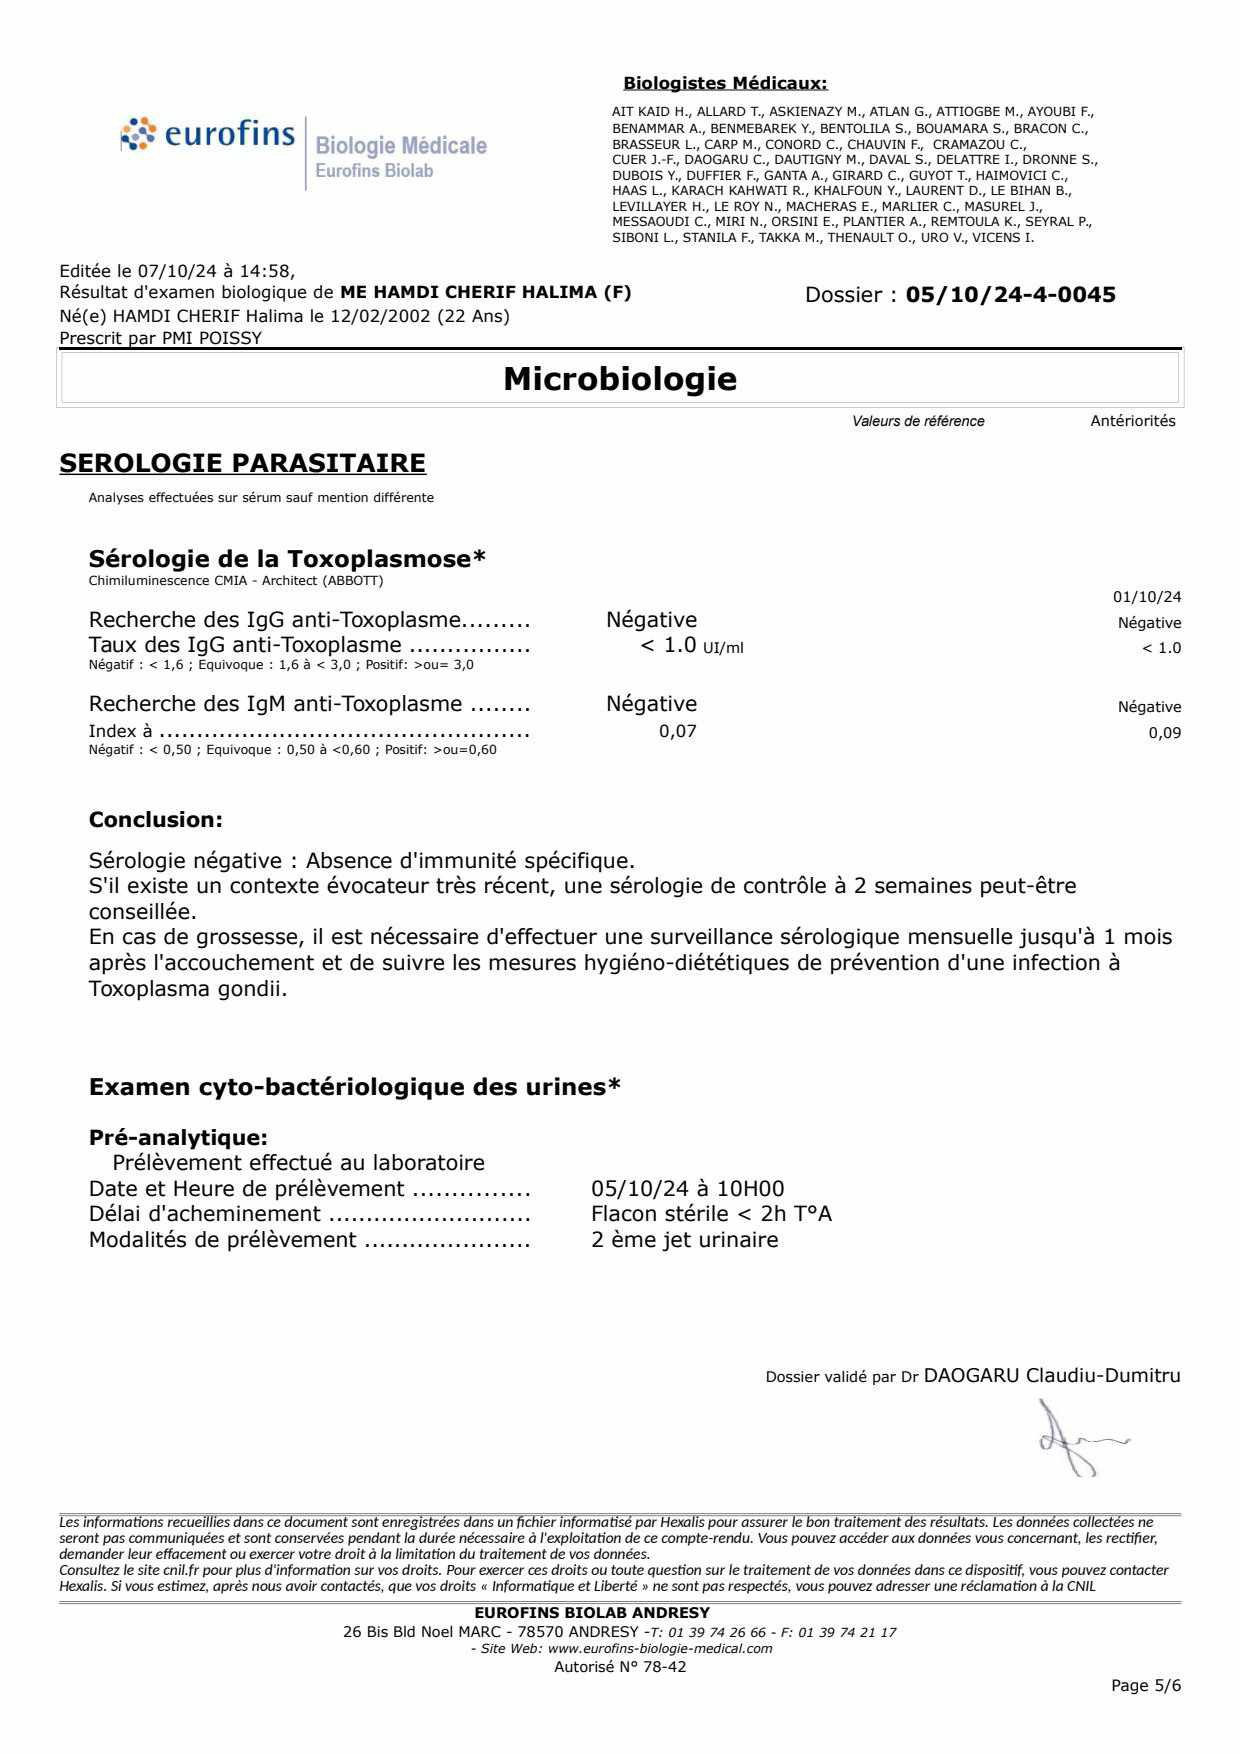 Biologistes Médicaux:
AIT KAID H., ALLARD T., ASKIENAZY M., ATLAN G., ATTIOGBE M., AYOUBI F.,
BENAMMAR A., BENMEBAREK Y., BENTOLILA S., BOUAMARA S., BRACON C.,
BRASSEUR L., CARP M., CONORD C., CHAUVIN F., CRAMAZOU C.,
CUER J.-F., DAOGARU C., DAUTIGNY M., DAVAL S., DELATTRE I., DRONNE S.,
DUBOIS Y., DUFFIER F., GANTA A., GIRARD C., GUYOT T., HAIMOVICI C.,
HAAS L., KARACH KAHWATI R., KHALFOUN Y., LAURENT D., LE BIHAN B.,
LEVILLAYER H., LE ROY N., MACHERAS E., MARLIER C., MASUREL J.,
MESSAOUDI C., MIRI N., ORSINI E., PLANTIER A., REMTOULA K., SEYRAL P.,
SIBONI L., STANILA F., TAKKA M., THENAULT O., URO V., VICENS I.
eurofins
Biologie Médicale
Eurofins Biolab
Editée le 07/10/24 à 14:58,
Résultat d'examen biologique de ME HAMDI CHERIF HALIMA (F)
Dossier : 05/10/24-4-0045
Né(e) HAMDI CHERIF Halima le 12/02/2002 (22 Ans)
Prescrit par PMI POISSY
Microbiologie
Valeurs de référence Antériorités
SEROLOGIE PARASITAIRE
Analyses effectuées sur sérum sauf mention différente
Sérologie de la Toxoplasmose*
Chimiluminescence CMIA - Architect (ABBOTT)
01/10/24
Recherche des IgG anti-Toxoplasme......... Négative Négative
Taux des IgG anti-Toxoplasme ................ < 1.0 UI/ml < 1.0
Négatif : < 1,6 ; Equivoque : 1,6 à < 3,0 ; Positif: >ou= 3,0
Recherche des IgM anti-Toxoplasme ........ Négative Négative
Index à ................................................. 0,07 0,09
Négatif : < 0,50 ; Equivoque : 0,50 à <0,60 ; Positif: >ou=0,60
Conclusion:
Sérologie négative : Absence d'immunité spécifique.
S'il existe un contexte évocateur très récent, une sérologie de contrôle à 2 semaines peut-être
conseillée.
En cas de grossesse, il est nécessaire d'effectuer une surveillance sérologique mensuelle jusqu'à 1 mois
après l'accouchement et de suivre les mesures hygiéno-diététiques de prévention d'une infection à
Toxoplasma gondii.
Examen cyto-bactériologique des urines*
Pré-analytique:
Prélèvement effectué au laboratoire
Date et Heure de prélèvement ............... 05/10/24 à 10H00
Délai d'acheminement ........................... Flacon stérile < 2h T°A
Modalités de prélèvement ...................... 2 ème jet urinaire
Dossier validé par Dr DAOGARU Claudiu-Dumitru
Les informations recueillies dans ce document sont enregistrées dans un fichier informatisé par Hexalis pour assurer le bon traitement des résultats. Les données collectées ne
seront pas communiquées et sont conservées pendant la durée nécessaire à l'exploitation de ce compte-rendu. Vous pouvez accéder aux données vous concernant, les rectifier,
demander leur effacement ou exercer votre droit à la limitation du traitement de vos données.
Consultez le site cnil.fr pour plus d'information sur vos droits. Pour exercer ces droits ou toute question sur le traitement de vos données dans ce dispositif, vous pouvez contacter
Hexalis. Si vous estimez, après nous avoir contactés, que vos droits « Informatique et Liberté » ne sont pas respectés, vous pouvez adresser une réclamation à la CNIL
EUROFINS BIOLAB ANDRESY
26 Bis Bld Noel MARC - 78570 ANDRESY -T: 01 39 74 26 66 - F: 01 39 74 21 17
- Site Web: www.eurofins-biologie-medical.com
Autorisé N° 78-42
Page 5/6